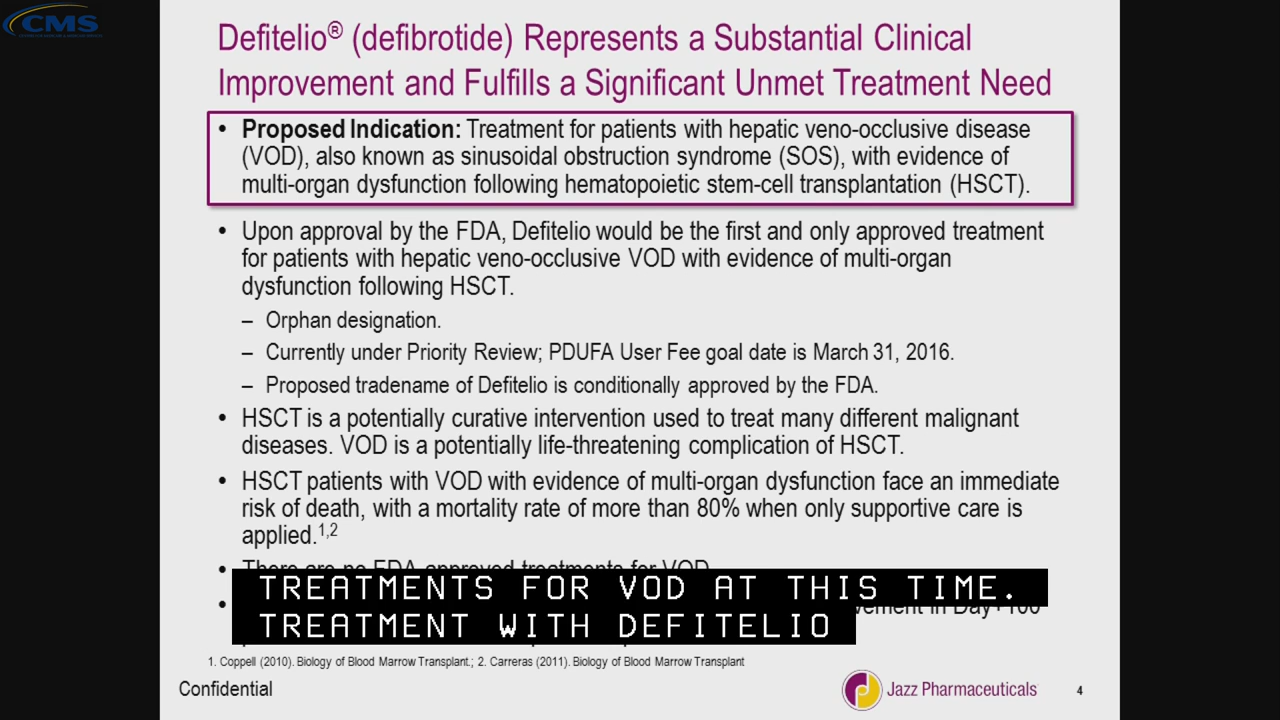 CMS
Defitelio® (defibrotide) Represents a Substantial Clinical
Improvement and Fulfills a Significant Unmet Treatment Need
• Proposed Indication: Treatment for patients with hepatic veno-occlusive disease
(VOD), also known as sinusoidal obstruction syndrome (SOS), with evidence of
multi-organ dysfunction following hematopoietic stem-cell transplantation (HSCT).
• Upon approval by the FDA, Defitelio would be the first and only approved treatment
for patients with hepatic veno-occlusive VOD with evidence of multi-organ
dysfunction following HSCT.
– Orphan designation.
– Currently under Priority Review; PDUFA User Fee goal date is March 31, 2016.
– Proposed tradename of Defitelio is conditionally approved by the FDA.
• HSCT is a potentially curative intervention used to treat many different malignant
diseases. VOD is a potentially life-threatening complication of HSCT.
• HSCT patients with VOD with evidence of multi-organ dysfunction face an immediate
risk of death, with a mortality rate of more than 80% when only supportive care is
applied.1,2
• There are no FDA approved treatments for VOD
TREATMENTS FOR VOD AT THIS TIME.
TREATMENT WITH DEFITELIO
1. Coppell (2010). Biology of Blood Marrow Transplant.; 2. Carreras (2011). Biology of Blood Marrow Transplant
Confidential
Jazz Pharmaceuticals
4